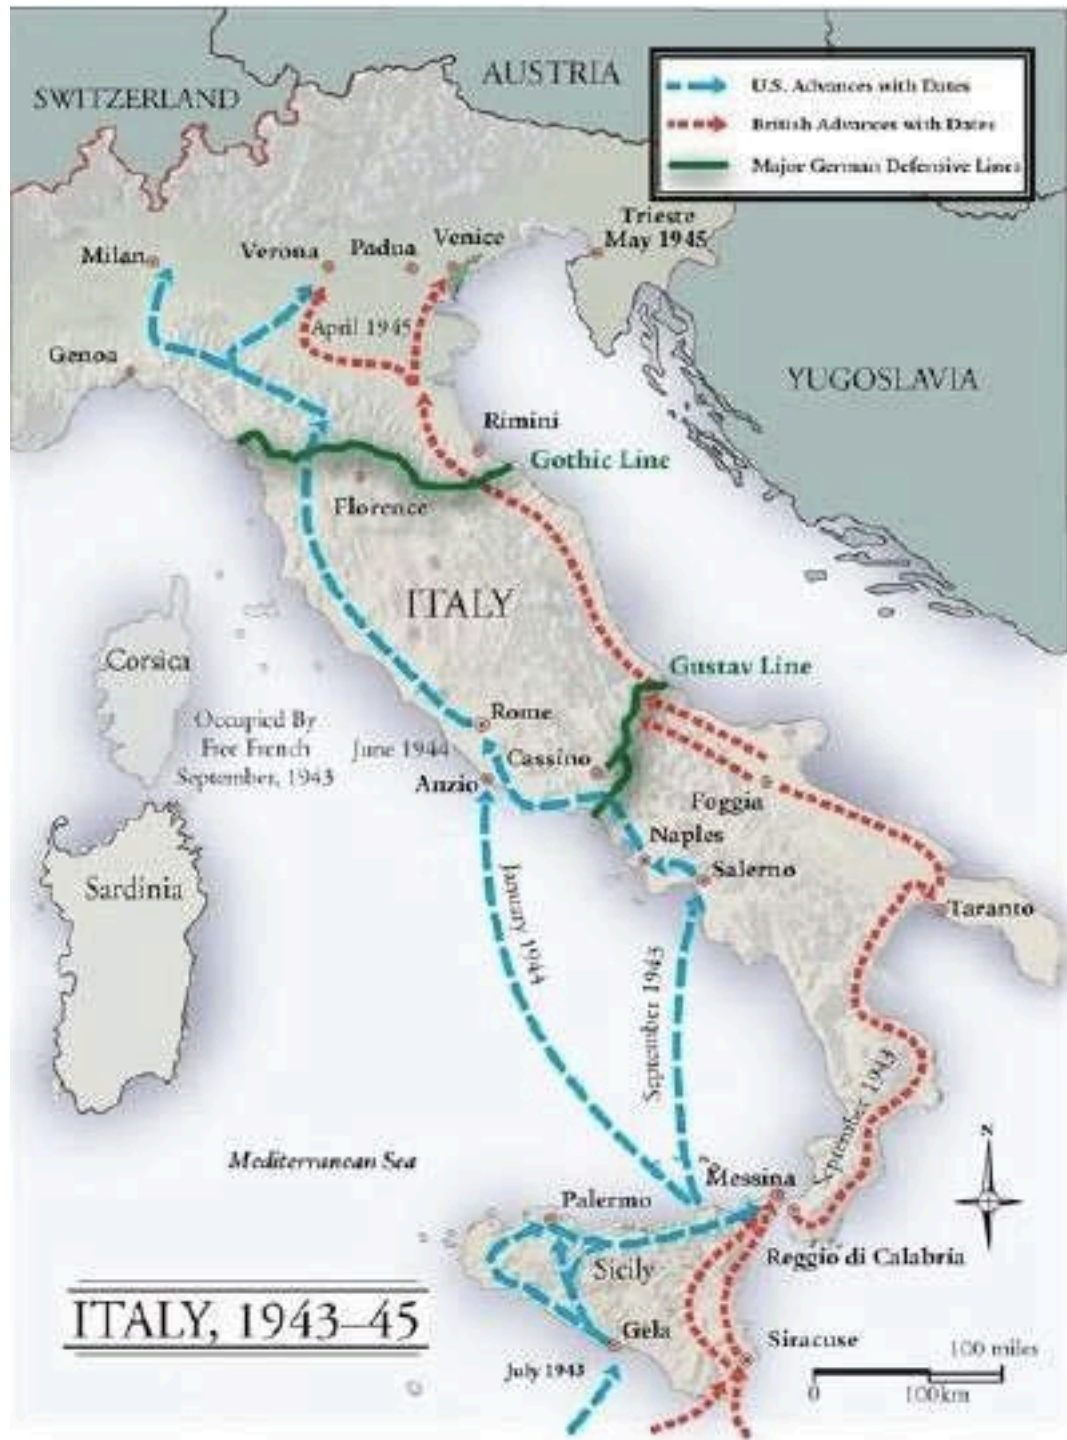 SWITZERLAND
AUSTRIA
U.S. Advances with Dates
British Advances with Dates
Major German Defensive Lines
Trieste
May 1945
Milan
Verona
Padua
Venice
April 1945
Genoa
YUGOSLAVIA
Rimini
Gothic Line
Florence
ITALY
Corsica
Gustav Line
Occupied By
Free French
September, 1943
Rome
June 1944
Cassino
Anzio
Foggia
Naples
Salerno
Sardinia
Taranto
January 1944
September 1943
September 1943
Mediterranean Sea
Messina
Palermo
Reggio di Calabria
Sicily
N
ITALY, 1943–45
Gela
Siracuse
July 1943
100 miles
0
100km